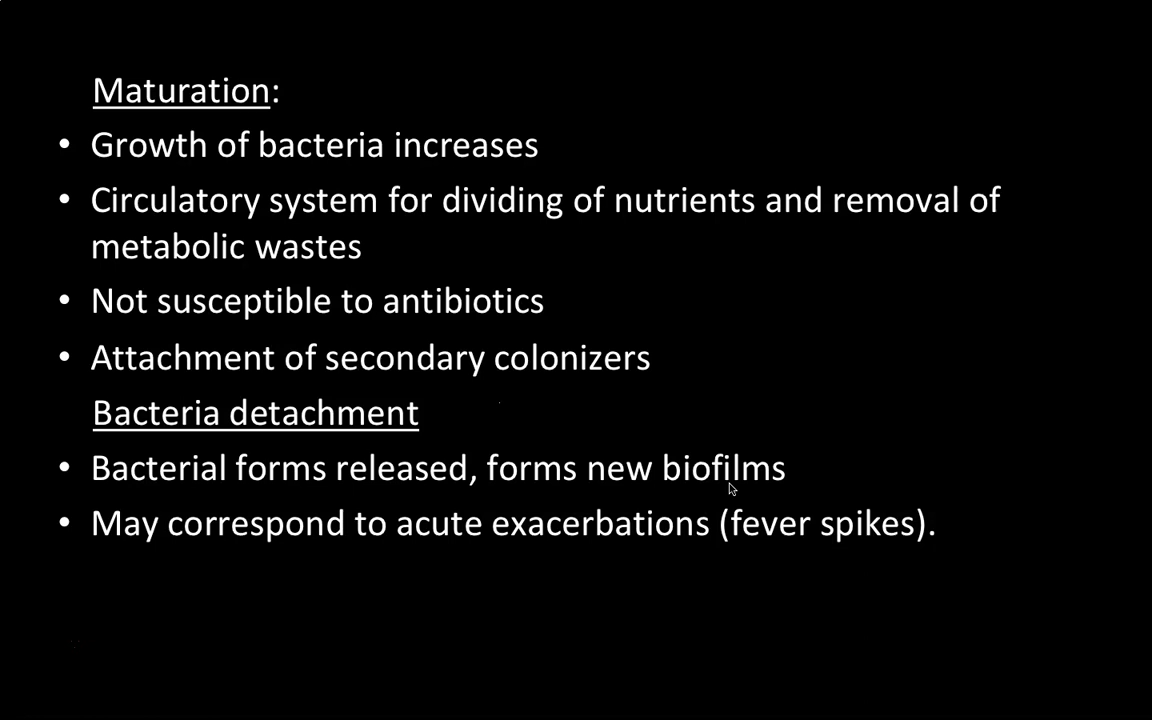 Maturation:
• Growth of bacteria increases
• Circulatory system for dividing of nutrients and removal of
metabolic wastes
• Not susceptible to antibiotics
• Attachment of secondary colonizers
Bacteria detachment
• Bacterial forms released, forms new biofilms
• May correspond to acute exacerbations (fever spikes).